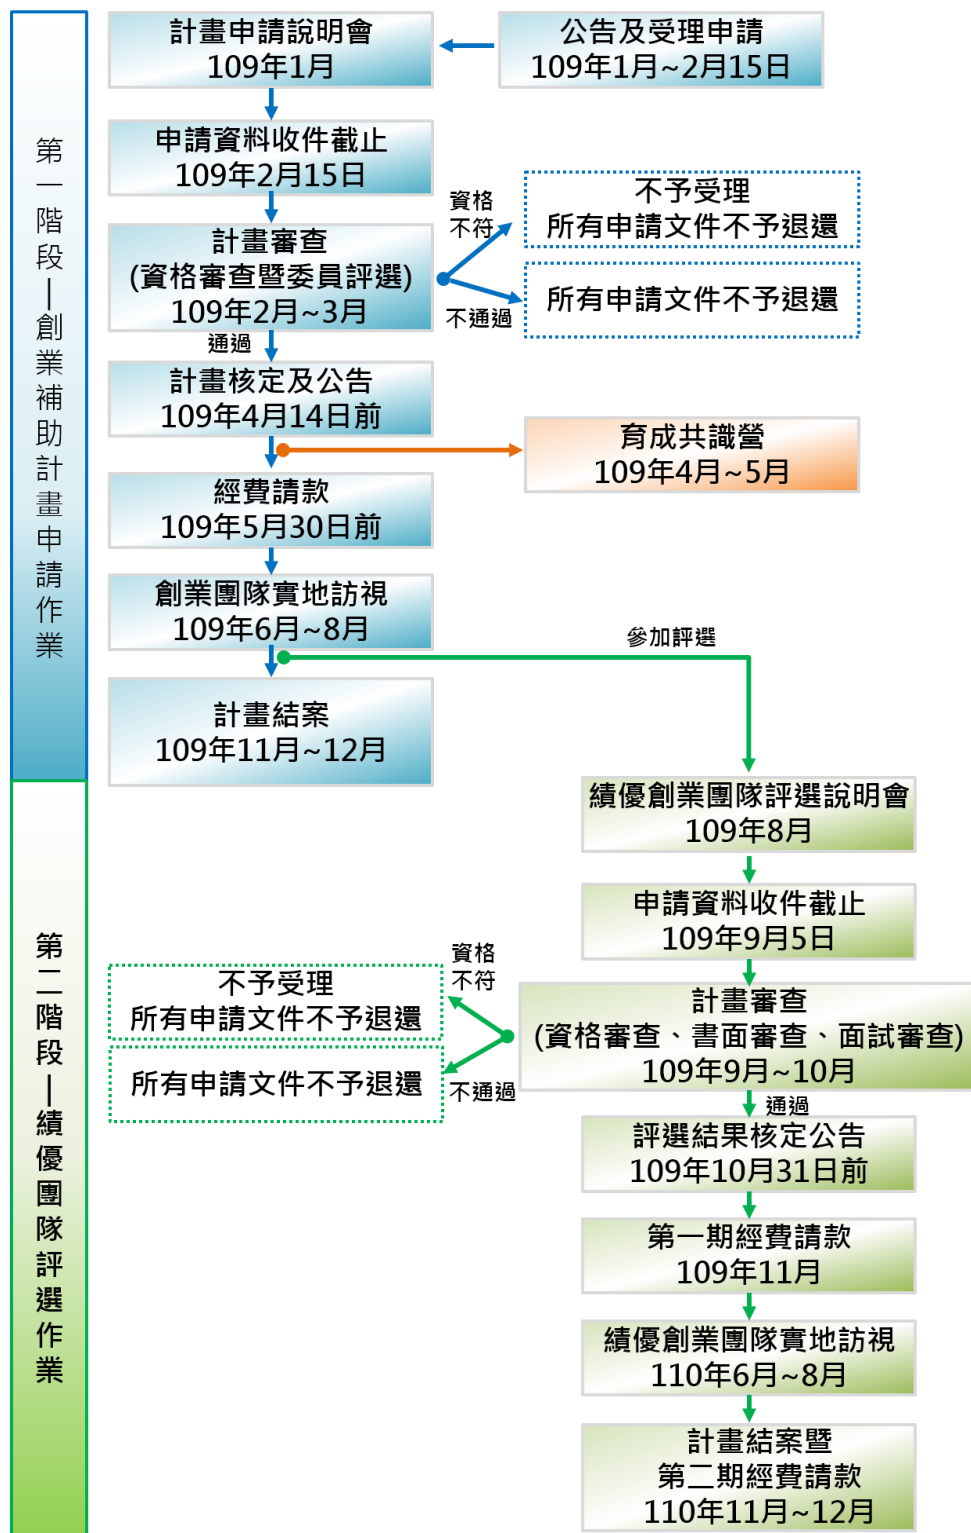 第一階段—創業補助計畫申請作業
計畫申請說明會
109年1月
公告及受理申請
109年1月~2月15日
申請資料收件截止
109年2月15日
資格
不符
不予受理
所有申請文件不予退還
計畫審查
(資格審查暨委員評選)
109年2月~3月
不通過
所有申請文件不予退還
通過
計畫核定及公告
109年4月14日前
育成共識營
109年4月~5月
經費請款
109年5月30日前
創業團隊實地訪視
109年6月~8月
參加評選
計畫結案
109年11月~12月
第二階段—績優團隊評選作業
績優創業團隊評選說明會
109年8月
申請資料收件截止
109年9月5日
資格
不符
不予受理
所有申請文件不予退還
計畫審查
(資格審查、書面審查、面試審查)
109年9月~10月
不通過
所有申請文件不予退還
通過
評選結果核定公告
109年10月31日前
第一期經費請款
109年11月
績優創業團隊實地訪視
110年6月~8月
計畫結案暨
第二期經費請款
110年11月~12月